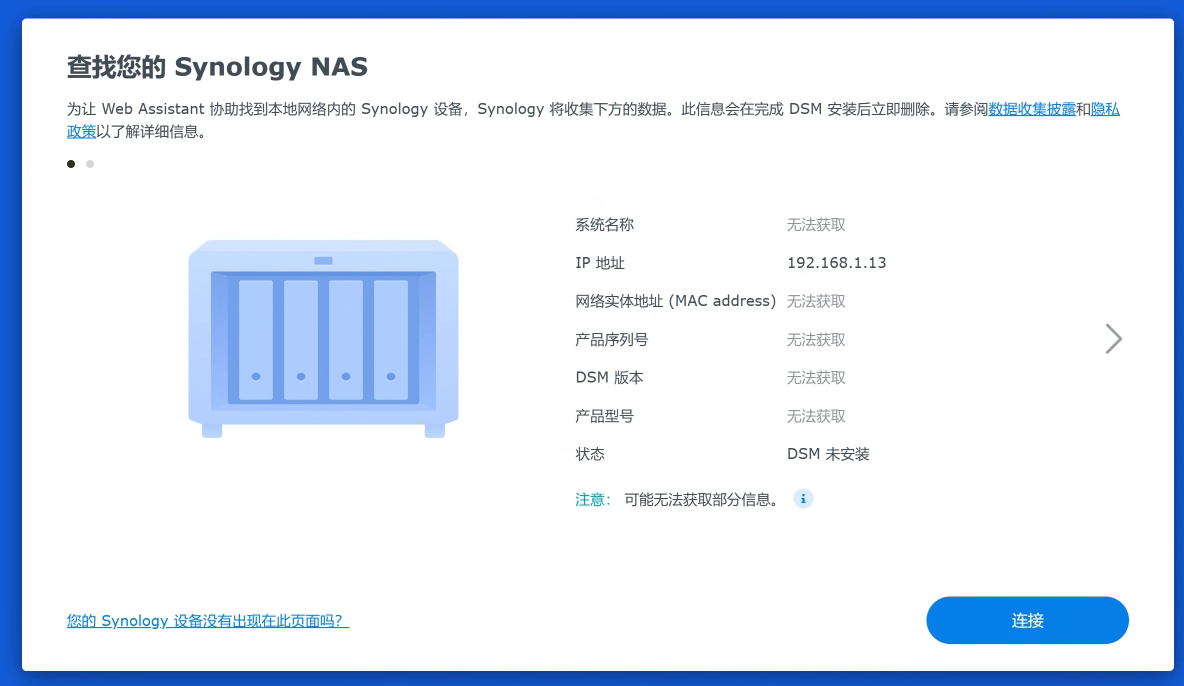 查找您的 Synology NAS
为让 Web Assistant 协助找到本地网络内的 Synology 设备，Synology 将收集下方的数据。此信息会在完成 DSM 安装后立即删除。请参阅数据收集披露和隐私
政策以了解详细信息。
系统名称 无法获取
IP 地址 192.168.1.13
网络实体地址 (MAC address) 无法获取
产品序列号 无法获取
DSM 版本 无法获取
产品型号 无法获取
状态 DSM 未安装
注意： 可能无法获取部分信息。 i
您的 Synology 设备没有出现在此页面吗？
连接